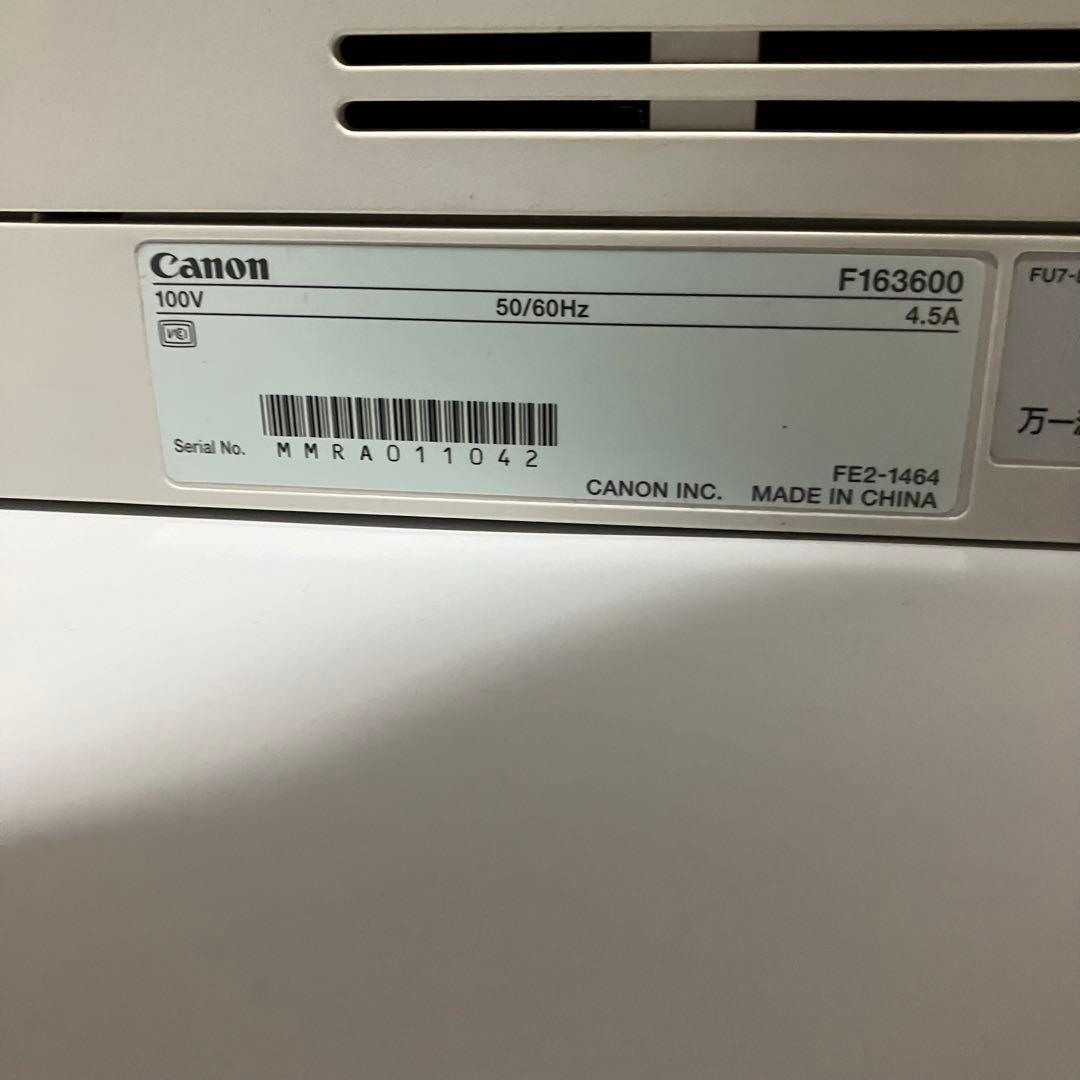 Canon
F163600
100V 50/60Hz 4.5A
VCI
Serial No. MMRA011042
FE2-1464
CANON INC. MADE IN CHINA
FU7-
万一